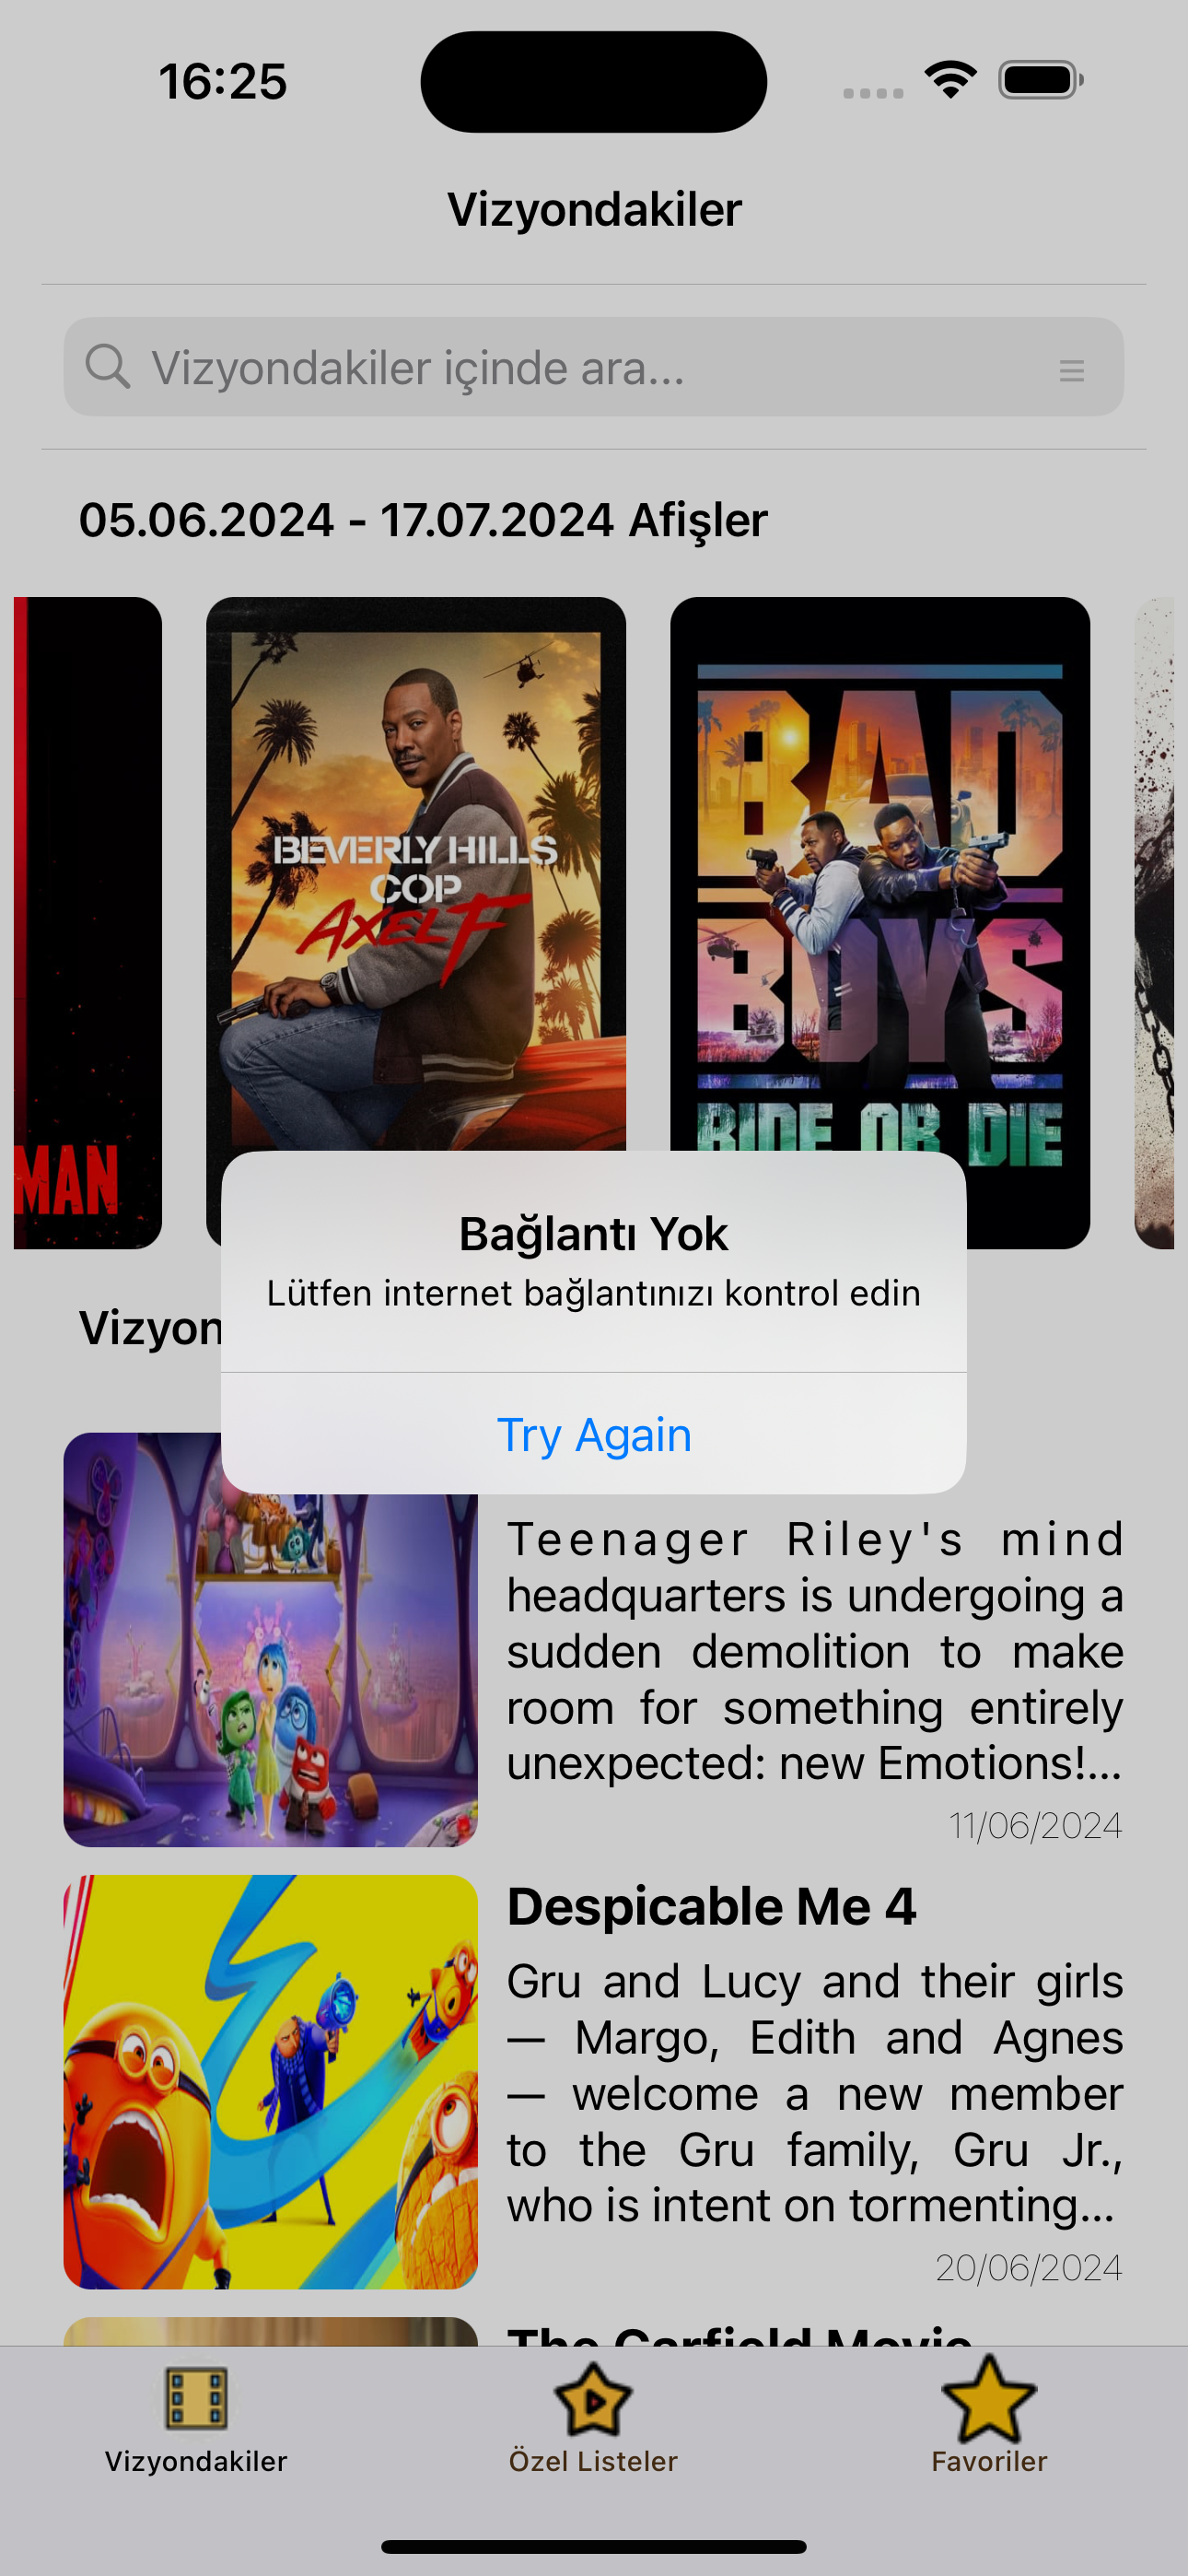 16:25
Vizyondakiler
Vizyondakiler içinde ara...
05.06.2024 - 17.07.2024 Afişler
MAN
BEVERLY HILLS
COP
AXEL F
BAD
BOYS
RIDE OR DIE
Bağlantı Yok
Lütfen internet bağlantınızı kontrol edin
Try Again
Vizyon
Teenager Riley's mind
headquarters is undergoing a
sudden demolition to make
room for something entirely
unexpected: new Emotions!...
11/06/2024
Despicable Me 4
Gru and Lucy and their girls
— Margo, Edith and Agnes
— welcome a new member
to the Gru family, Gru Jr.,
who is intent on tormenting...
20/06/2024
The Garfield Movie
Vizyondakiler
Özel Listeler
Favoriler